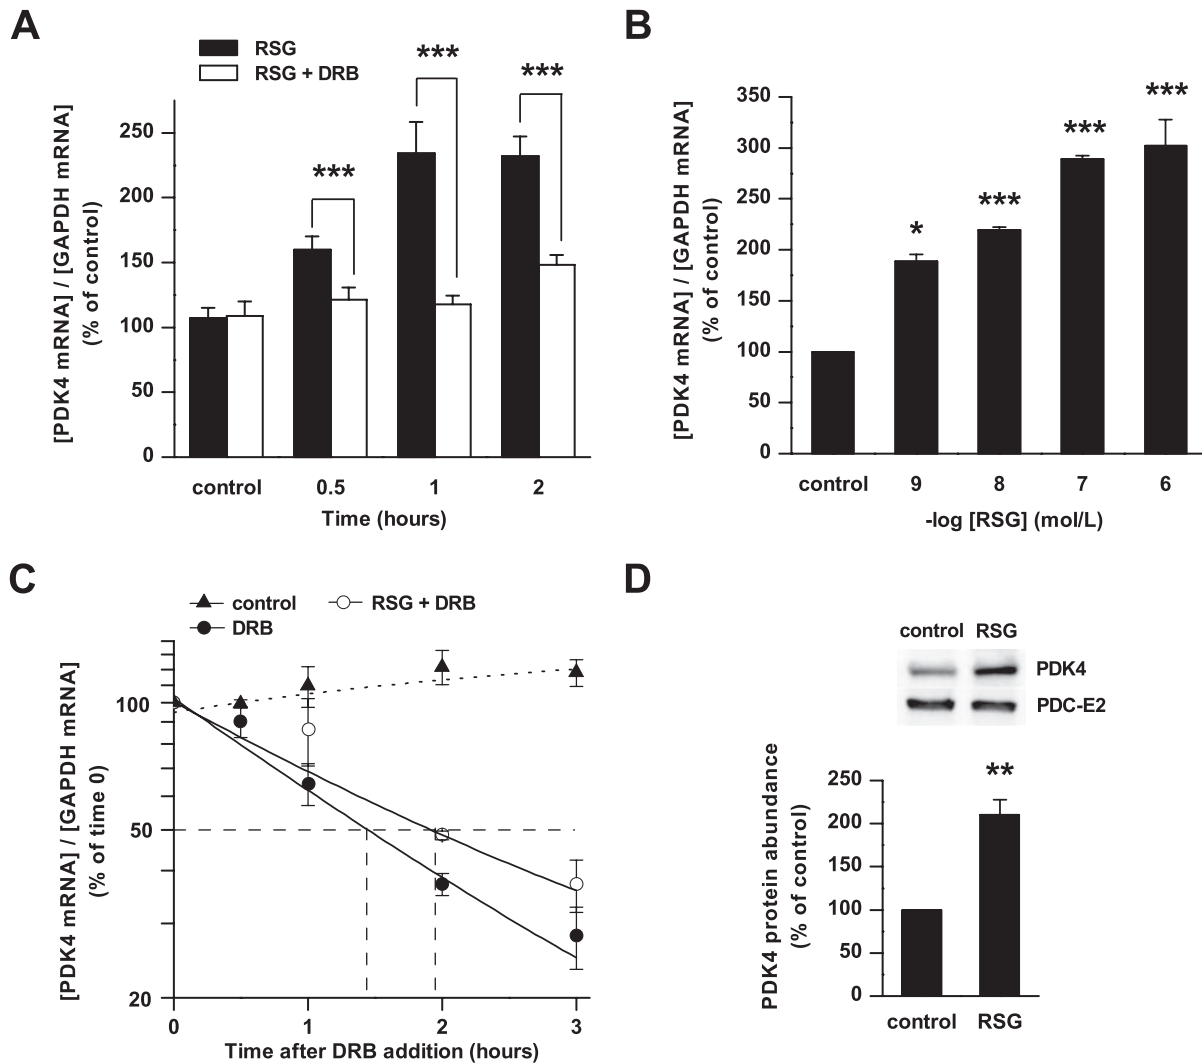 A
RSG
RSG + DRB
***
***
***
[PDK4 mRNA] / [GAPDH mRNA]
(% of control)
250
200
150
100
50
0
control 0.5 1 2
Time (hours)
B
[PDK4 mRNA] / [GAPDH mRNA]
(% of control)
350
300
250
200
150
100
50
0
*
***
***
***
control 9 8 7 6
-log [RSG] (mol/L)
C
control
RSG + DRB
DRB
[PDK4 mRNA] / [GAPDH mRNA]
(% of time 0)
100
50
20
0 1 2 3
Time after DRB addition (hours)
D
control RSG
PDK4
PDC-E2
PDK4 protein abundance
(% of control)
250
200
150
100
50
0
**
control RSG